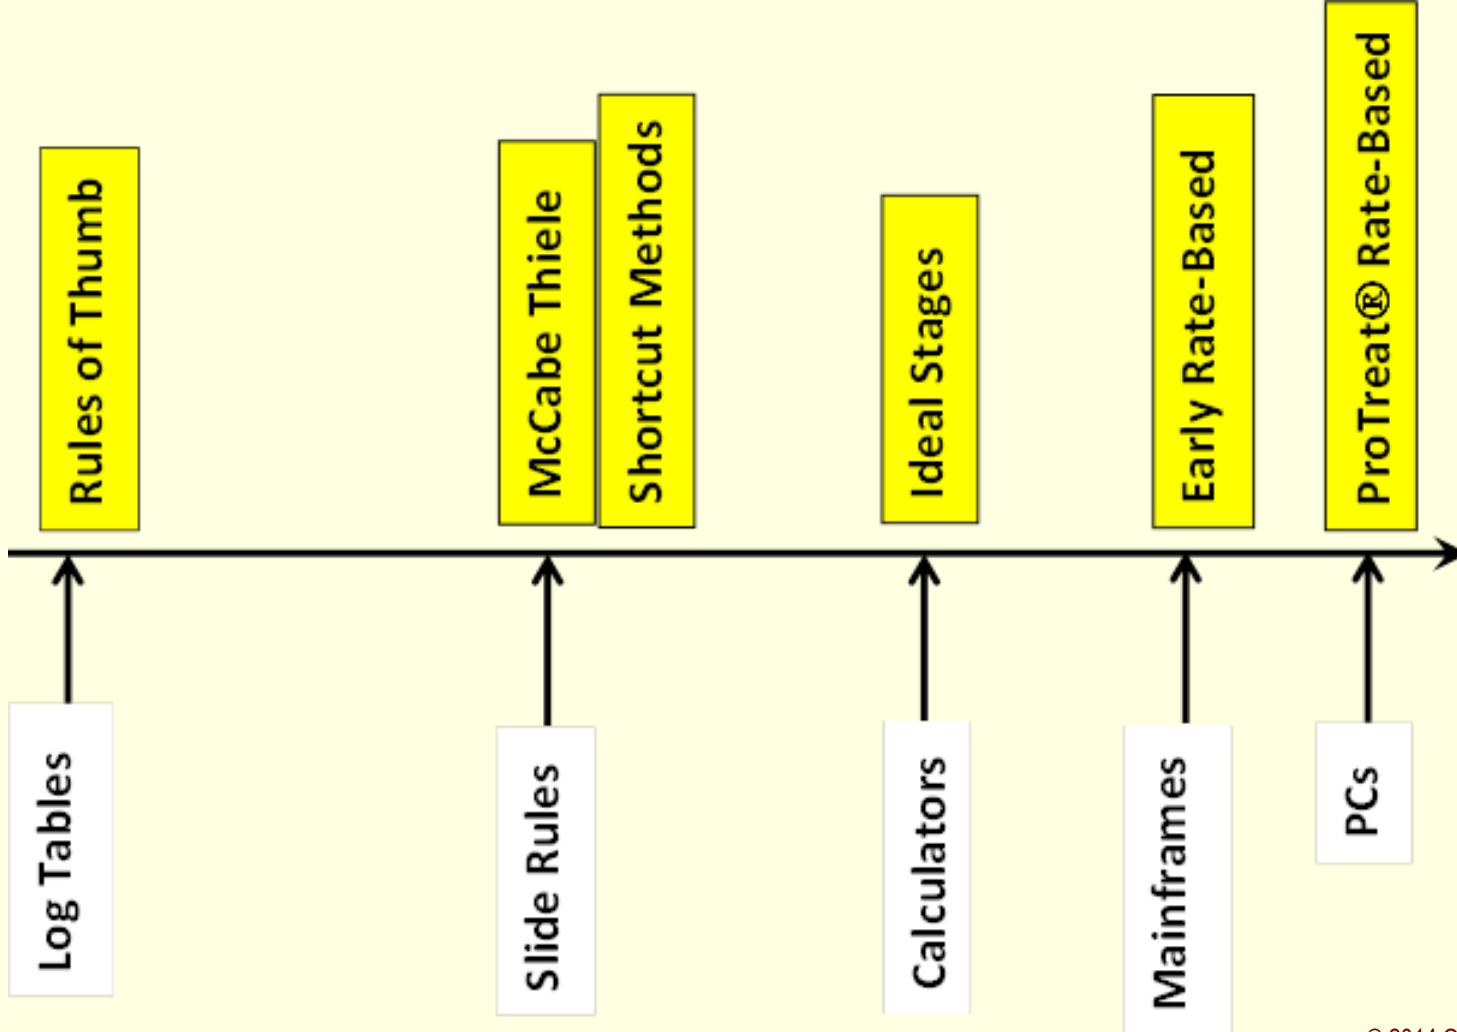 Rules of Thumb
McCabe Thiele
Shortcut Methods
Ideal Stages
Early Rate-Based
ProTreat® Rate-Based
Log Tables
Slide Rules
Calculators
Mainframes
PCs